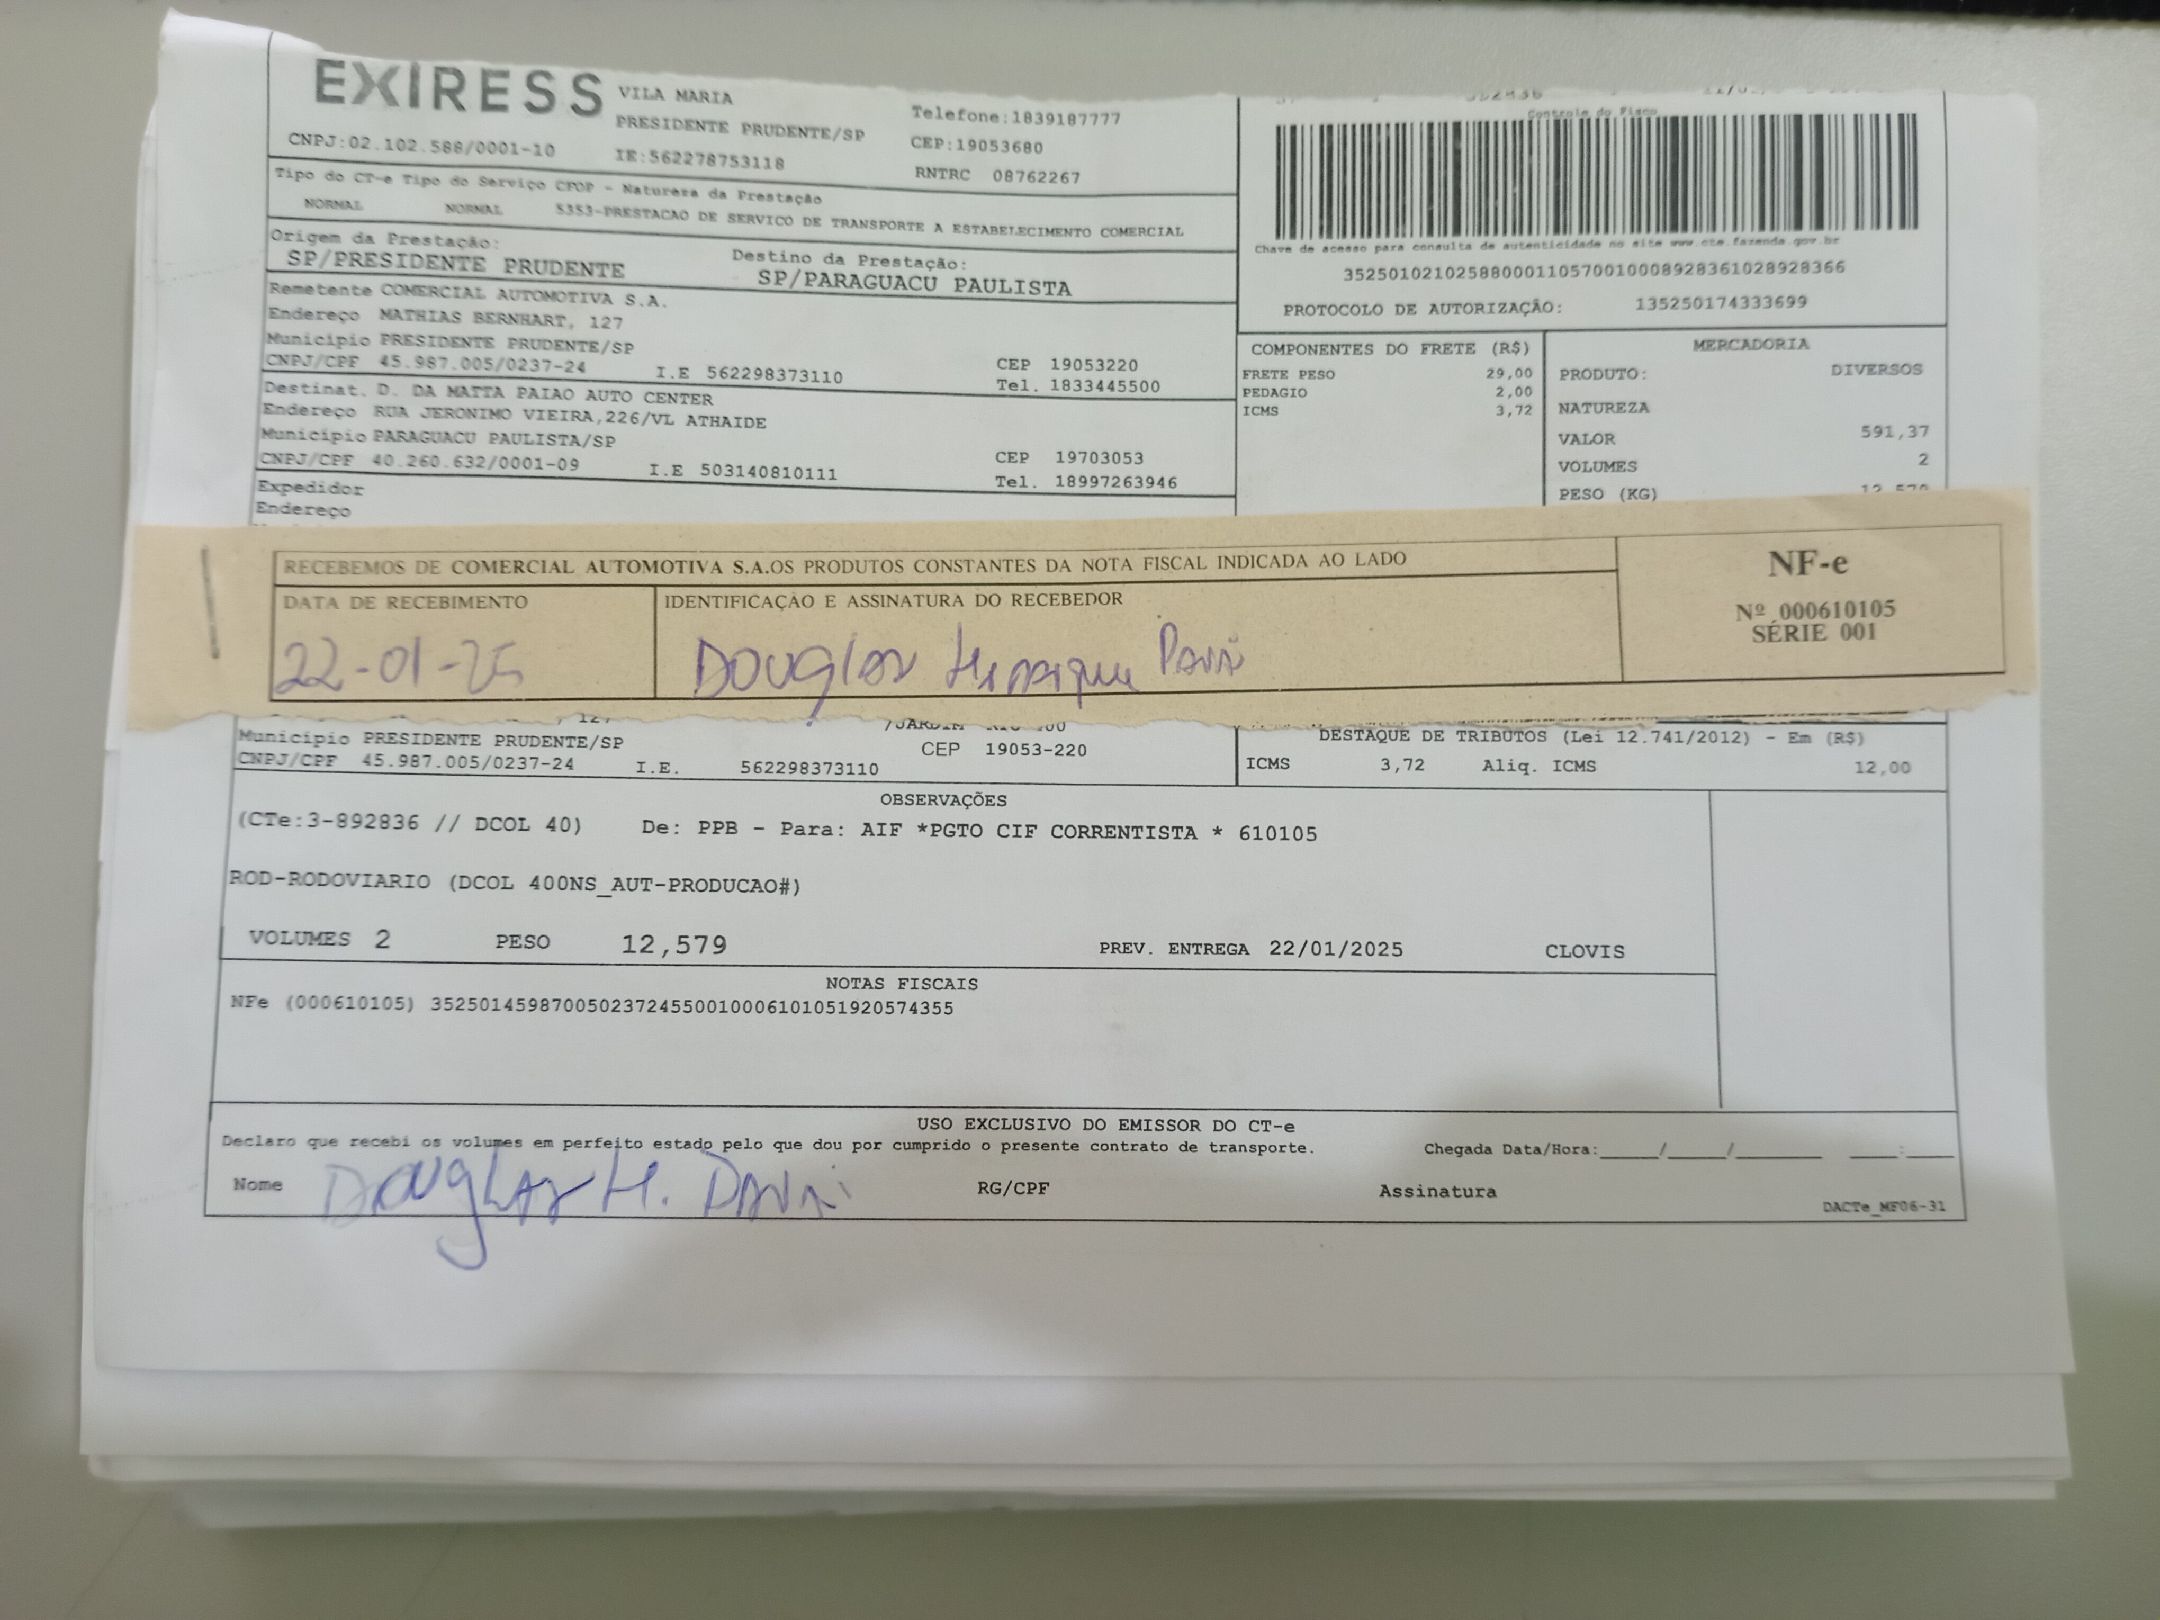 EXPRESS
VILA MARIA
PRESIDENTE PRUDENTE/SP
Telefone:1839187777
CNPJ:02.102.588/0001-10
IE:562278753118
CEP:19053680
RNTRC 08762267
Tipo do CT-e Tipo do Serviço CFOP - Natureza da Prestação
NORMAL NORMAL 5353-PRESTACAO DE SERVICO DE TRANSPORTE A ESTABELECIMENTO COMERCIAL
Origem da Prestação:
SP/PRESIDENTE PRUDENTE
Destino da Prestação:
SP/PARAGUACU PAULISTA
Remetente COMERCIAL AUTOMOTIVA S.A.
Endereço MATHIAS BERNHART, 127
Município PRESIDENTE PRUDENTE/SP
CNPJ/CPF 45.987.005/0237-24 I.E 562298373110
CEP 19053220
Tel. 1833445500
Destinat. D. DA MATTA PAIAO AUTO CENTER
Endereço RUA JERONIMO VIEIRA,226/VL ATHAIDE
Município PARAGUACU PAULISTA/SP
CNPJ/CPF 40.260.632/0001-09 I.E 503140810111
CEP 19703053
Tel. 18997263946
Expedidor
Endereço
Controle do Fisco
Chave de acesso para consulta de autenticidade no site www.cte.fazenda.gov.br
35250102102588000110570010008928361028928366
PROTOCOLO DE AUTORIZAÇÃO: 135250174333699
COMPONENTES DO FRETE (R$)
FRETE PESO 29,00
PEDAGIO 2,00
ICMS 3,72
MERCADORIA
PRODUTO: DIVERSOS
NATUREZA
VALOR 591,37
VOLUMES 2
PESO (KG)
RECEBEMOS DE COMERCIAL AUTOMOTIVA S.A.OS PRODUTOS CONSTANTES DA NOTA FISCAL INDICADA AO LADO
DATA DE RECEBIMENTO
22-01-25
IDENTIFICAÇÃO E ASSINATURA DO RECEBEDOR
Douglas Henrique
NF-e
Nº 000610105
SÉRIE 001
Município PRESIDENTE PRUDENTE/SP
CEP 19053-220
CNPJ/CPF 45.987.005/0237-24 I.E. 562298373110
DESTAQUE DE TRIBUTOS (Lei 12.741/2012) - Em (R$)
ICMS 3,72 Aliq. ICMS 12,00
OBSERVAÇÕES
(CTe:3-892836 // DCOL 40) De: PPB - Para: AIF *PGTO CIF CORRENTISTA * 610105
ROD-RODOVIARIO (DCOL 400NS_AUT-PRODUCAO#)
VOLUMES 2 PESO 12,579 PREV. ENTREGA 22/01/2025 CLOVIS
NOTAS FISCAIS
NFe (000610105) 35250145987005023724550010006101051920574355
USO EXCLUSIVO DO EMISSOR DO CT-e
Declaro que recebi os volumes em perfeito estado pelo que dou por cumprido o presente contrato de transporte.
Chegada Data/Hora:_____/_____/________ ____:____
Nome Douglas H.
RG/CPF
Assinatura
DACTe_MF06-31